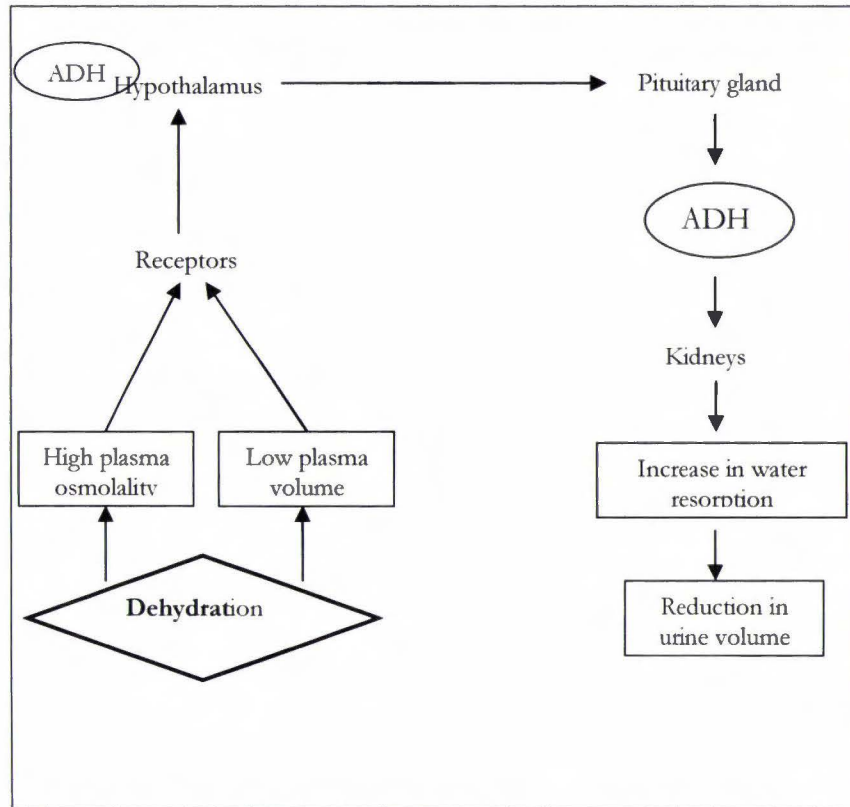 ADH
Hypothalamus
Pituitary gland
ADH
Receptors
Kidneys
High plasma
osmolality
Low plasma
volume
Increase in water
resorption
Dehydration
Reduction in
urine volume